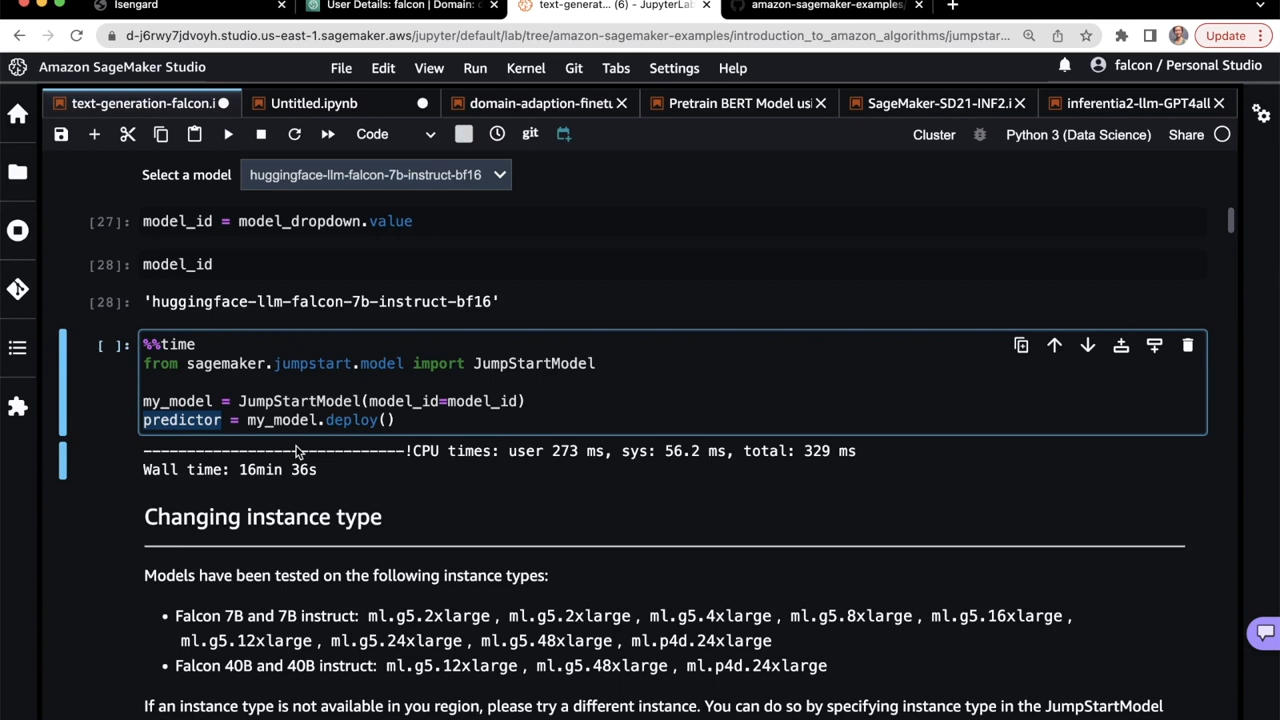 Isengard
User Details: falcon | Domain: c
text-generat… (6) - JupyterLab
amazon-sagemaker-examples/
d-j6rwy7jdvoyh.studio.us-east-1.sagemaker.aws/jupyter/default/lab/tree/amazon-sagemaker-examples/introduction_to_amazon_algorithms/jumpstar...
Update
Amazon SageMaker Studio
File Edit View Run Kernel Git Tabs Settings Help
falcon / Personal Studio
text-generation-falcon.i
Untitled.ipynb
domain-adaption-finetu
Pretrain BERT Model usi
SageMaker-SD21-INF2.i
inferentia2-llm-GPT4all
Code
git
Cluster
Python 3 (Data Science)
Share
Select a model huggingface-llm-falcon-7b-instruct-bf16
[27]: model_id = model_dropdown.value
[28]: model_id
[28]: 'huggingface-llm-falcon-7b-instruct-bf16'
[ ]: %%time
from sagemaker.jumpstart.model import JumpStartModel
my_model = JumpStartModel(model_id=model_id)
predictor = my_model.deploy()
------------------------------!CPU times: user 273 ms, sys: 56.2 ms, total: 329 ms
Wall time: 16min 36s
Changing instance type
Models have been tested on the following instance types:
• Falcon 7B and 7B instruct: ml.g5.2xlarge , ml.g5.2xlarge , ml.g5.4xlarge , ml.g5.8xlarge , ml.g5.16xlarge ,
ml.g5.12xlarge , ml.g5.24xlarge , ml.g5.48xlarge , ml.p4d.24xlarge
• Falcon 40B and 40B instruct: ml.g5.12xlarge , ml.g5.48xlarge , ml.p4d.24xlarge
If an instance type is not available in you region, please try a different instance. You can do so by specifying instance type in the JumpStartModel